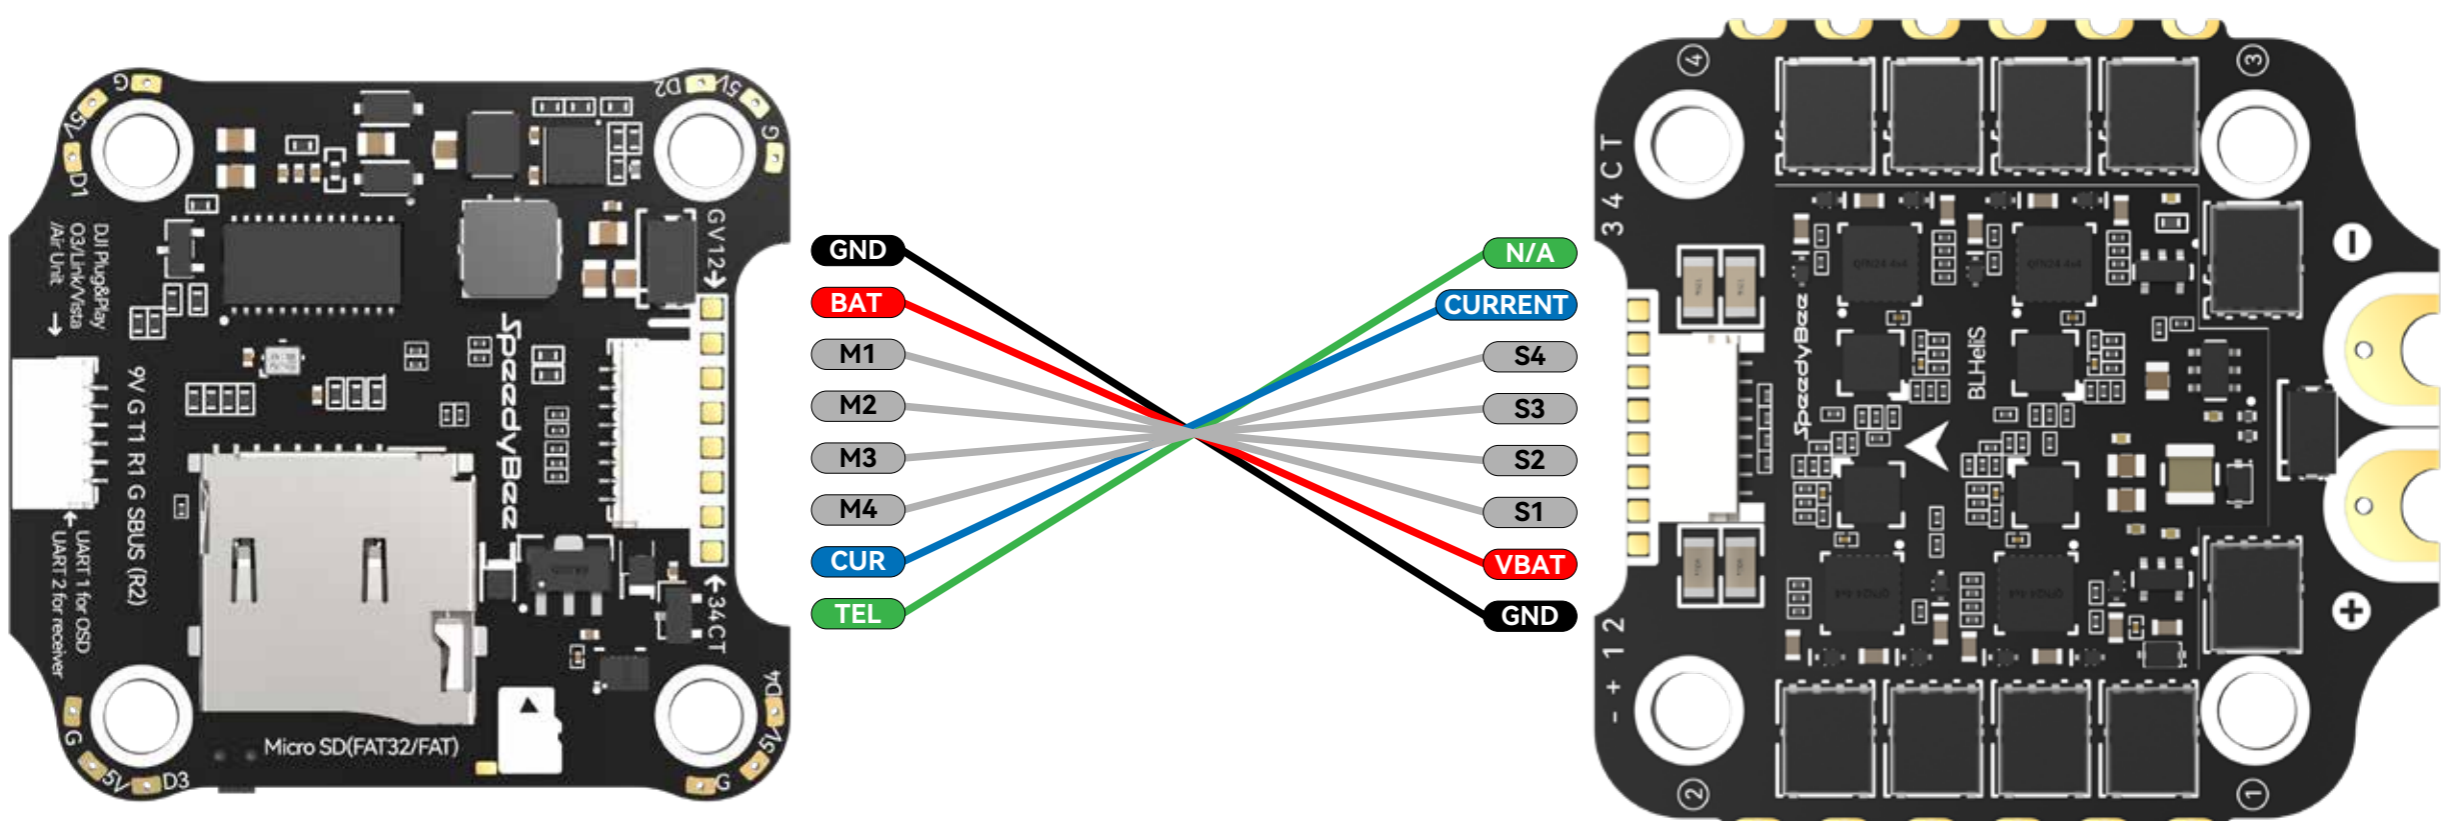 G
5V
D1
DJI Plug&Play
O3/Link/Vista
/Air Unit
9V G T1 R1 G SBUS (R2)
UART 1 for OSD
UART 2 for receiver
G
5V
D3
Micro SD(FAT32/FAT)
SpeedyBee
D2
5V
G
GV12
34CT
D4
5V
G
GND
BAT
M1
M2
M3
M4
CUR
TEL
N/A
CURRENT
S4
S3
S2
S1
VBAT
GND
4
3
3 4 C T
- + 1 2
2
1
SpeedyBee
BLHeliS
-
+